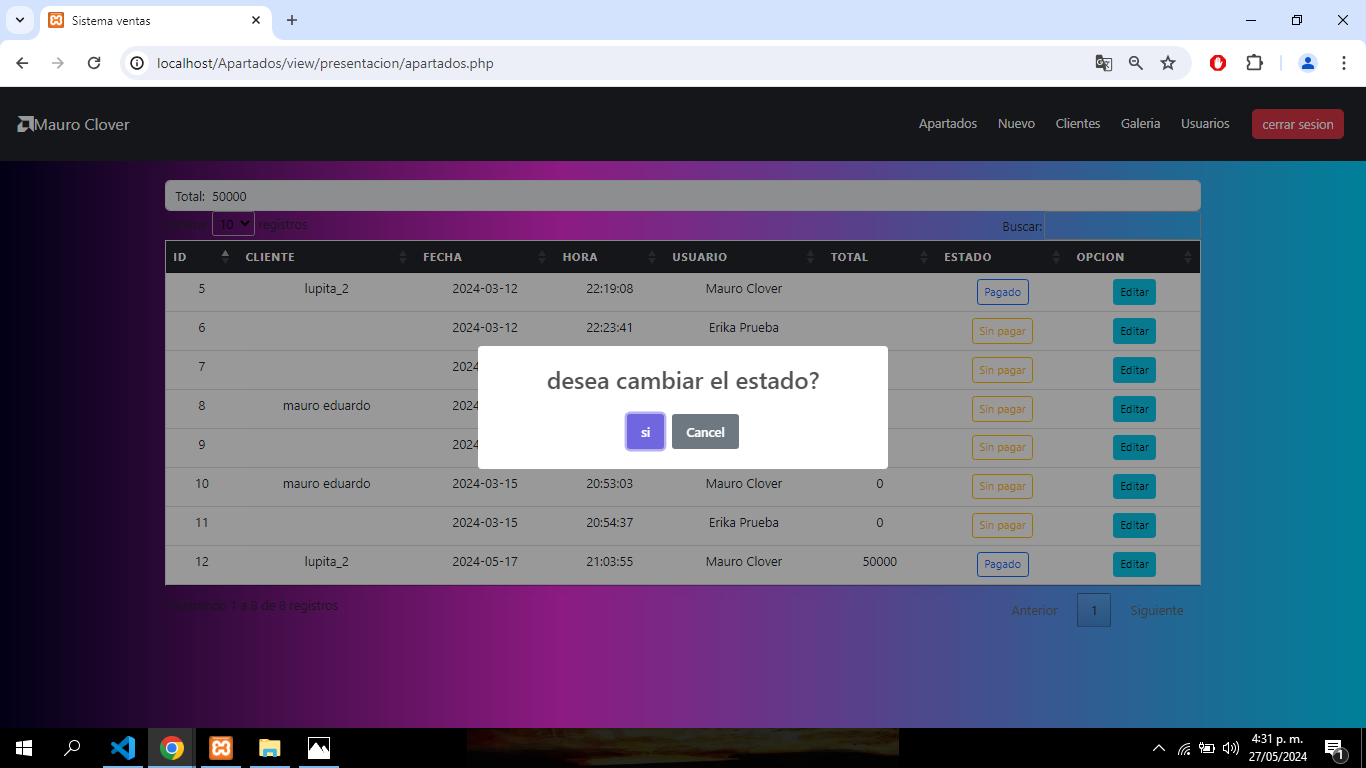 Sistema ventas
localhost/Apartados/view/presentacion/apartados.php
Mauro Clover Apartados Nuevo Clientes Galeria Usuarios cerrar sesion
Total: 50000
10 registros Buscar:
ID CLIENTE FECHA HORA USUARIO TOTAL ESTADO OPCION
5 lupita_2 2024-03-12 22:19:08 Mauro Clover Pagado Editar
6 2024-03-12 22:23:41 Erika Prueba Sin pagar Editar
7 2024 Sin pagar Editar
desea cambiar el estado?
8 mauro eduardo 2024 Sin pagar Editar
si Cancel
9 2024 Sin pagar Editar
10 mauro eduardo 2024-03-15 20:53:03 Mauro Clover 0 Sin pagar Editar
11 2024-03-15 20:54:37 Erika Prueba 0 Sin pagar Editar
12 lupita_2 2024-05-17 21:03:55 Mauro Clover 50000 Pagado Editar
1 a 8 de 8 registros Anterior 1 Siguiente
4:31 p. m.
27/05/2024
1